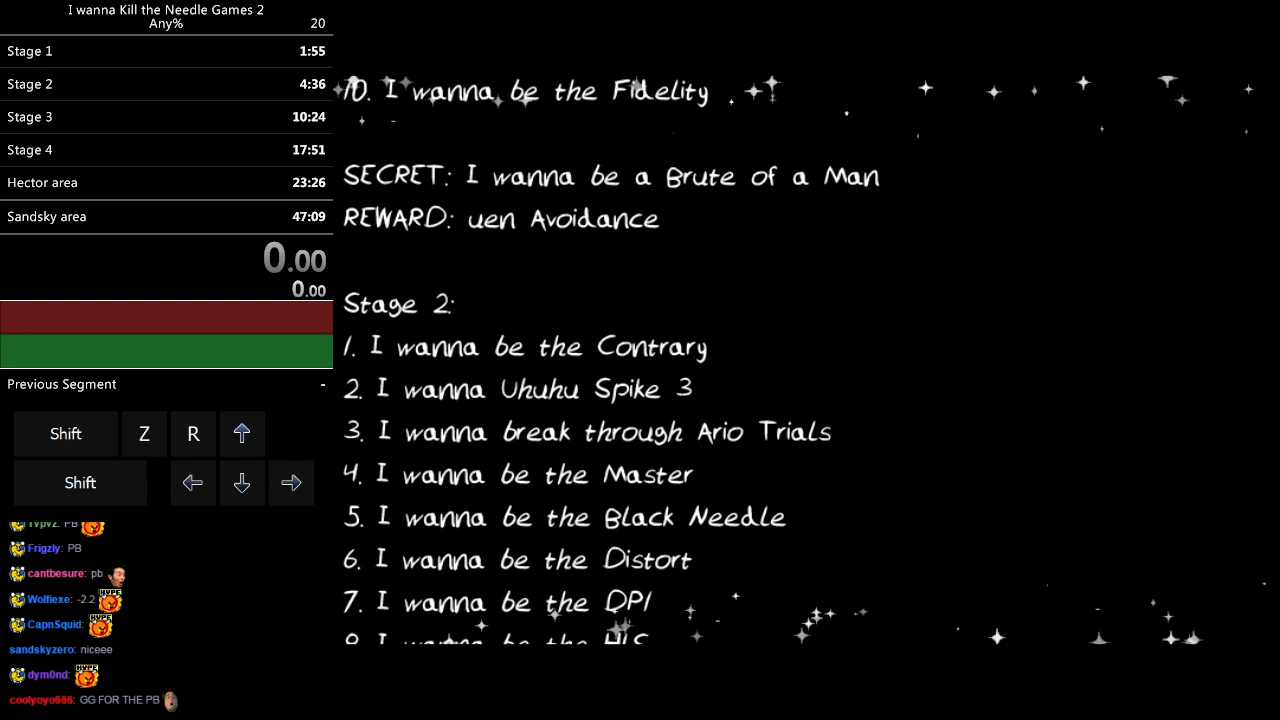 I wanna Kill the Needle Games 2
Any% 20
Stage 1 1:55
Stage 2 4:36
Stage 3 10:24
Stage 4 17:51
Hector area 23:26
Sandsky area 47:09
0.00
0.00
Previous Segment -
Shift Z R ↑
Shift ← ↓ →
TvpvZ: PB
Frigzly: PB
cantbesure: pb
Wolfiexe: -2.2
CapnSquid:
sandskyzero: niceee
dym0nd:
coolyoyo666: GG FOR THE PB
10. I wanna be the Fidelity
SECRET: I wanna be a Brute of a Man
REWARD: uen Avoidance
Stage 2:
1. I wanna be the Contrary
2. I wanna Uhuhu Spike 3
3. I wanna break through Ario Trials
4. I wanna be the Master
5. I wanna be the Black Needle
6. I wanna be the Distort
7. I wanna be the DPI
I wanna be the